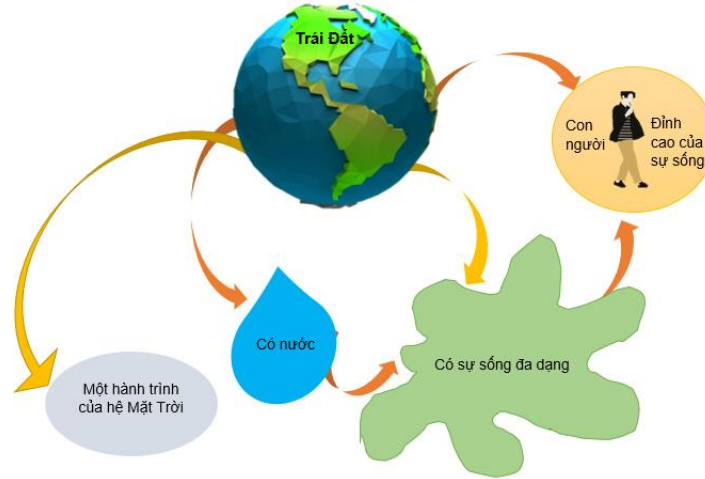 Trái Đất
Con
người
Đỉnh
cao của
sự sống
Có nước
Có sự sống đa dạng
Một hành trình
của hệ Mặt Trời